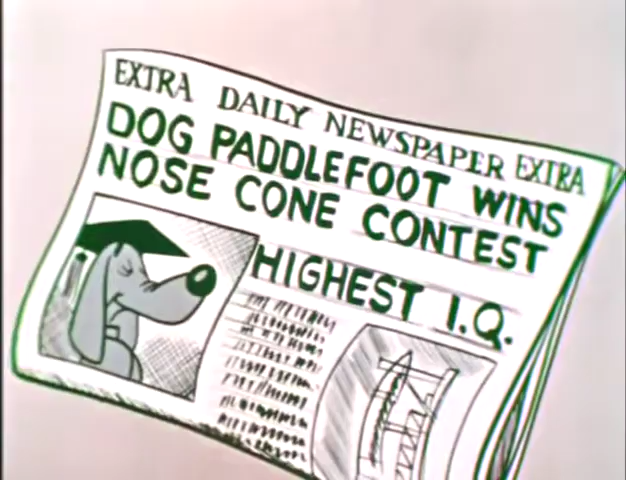 EXTRA DAILY NEWSPAPER EXTRA
DOG PADDLEFOOT WINS
NOSE CONE CONTEST
HIGHEST I.Q.